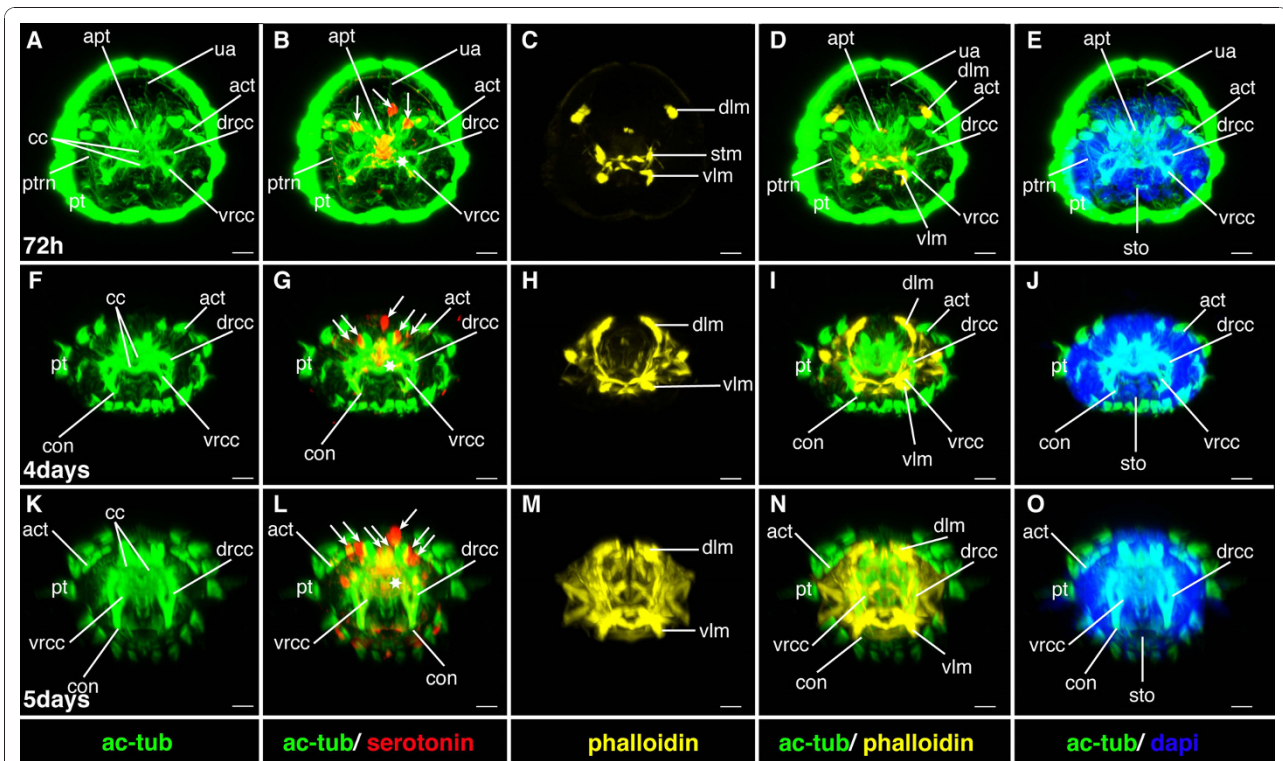 A
apt
ua
act
drcc
cc
ptrn
pt
vrcc
72h
B
apt
ua
act
drcc
ptrn
pt
vrcc
C
dlm
stm
vlm
D
apt
ua
dlm
act
drcc
ptrn
pt
vrcc
vlm
E
ua
act
drcc
ptrn
pt
vrcc
sto
F
cc
act
drcc
pt
con
vrcc
4days
G
act
drcc
pt
con
vrcc
H
dlm
vlm
I
dlm
act
drcc
pt
con
vrcc
vlm
J
act
drcc
pt
con
vrcc
sto
K
cc
act
drcc
pt
vrcc
con
5days
L
act
drcc
pt
vrcc
con
M
dlm
vlm
N
act
dlm
drcc
pt
vrcc
con
vlm
O
act
drcc
pt
vrcc
con
sto
ac-tub
ac-tub/ serotonin
phalloidin
ac-tub/ phalloidin
ac-tub/ dapi